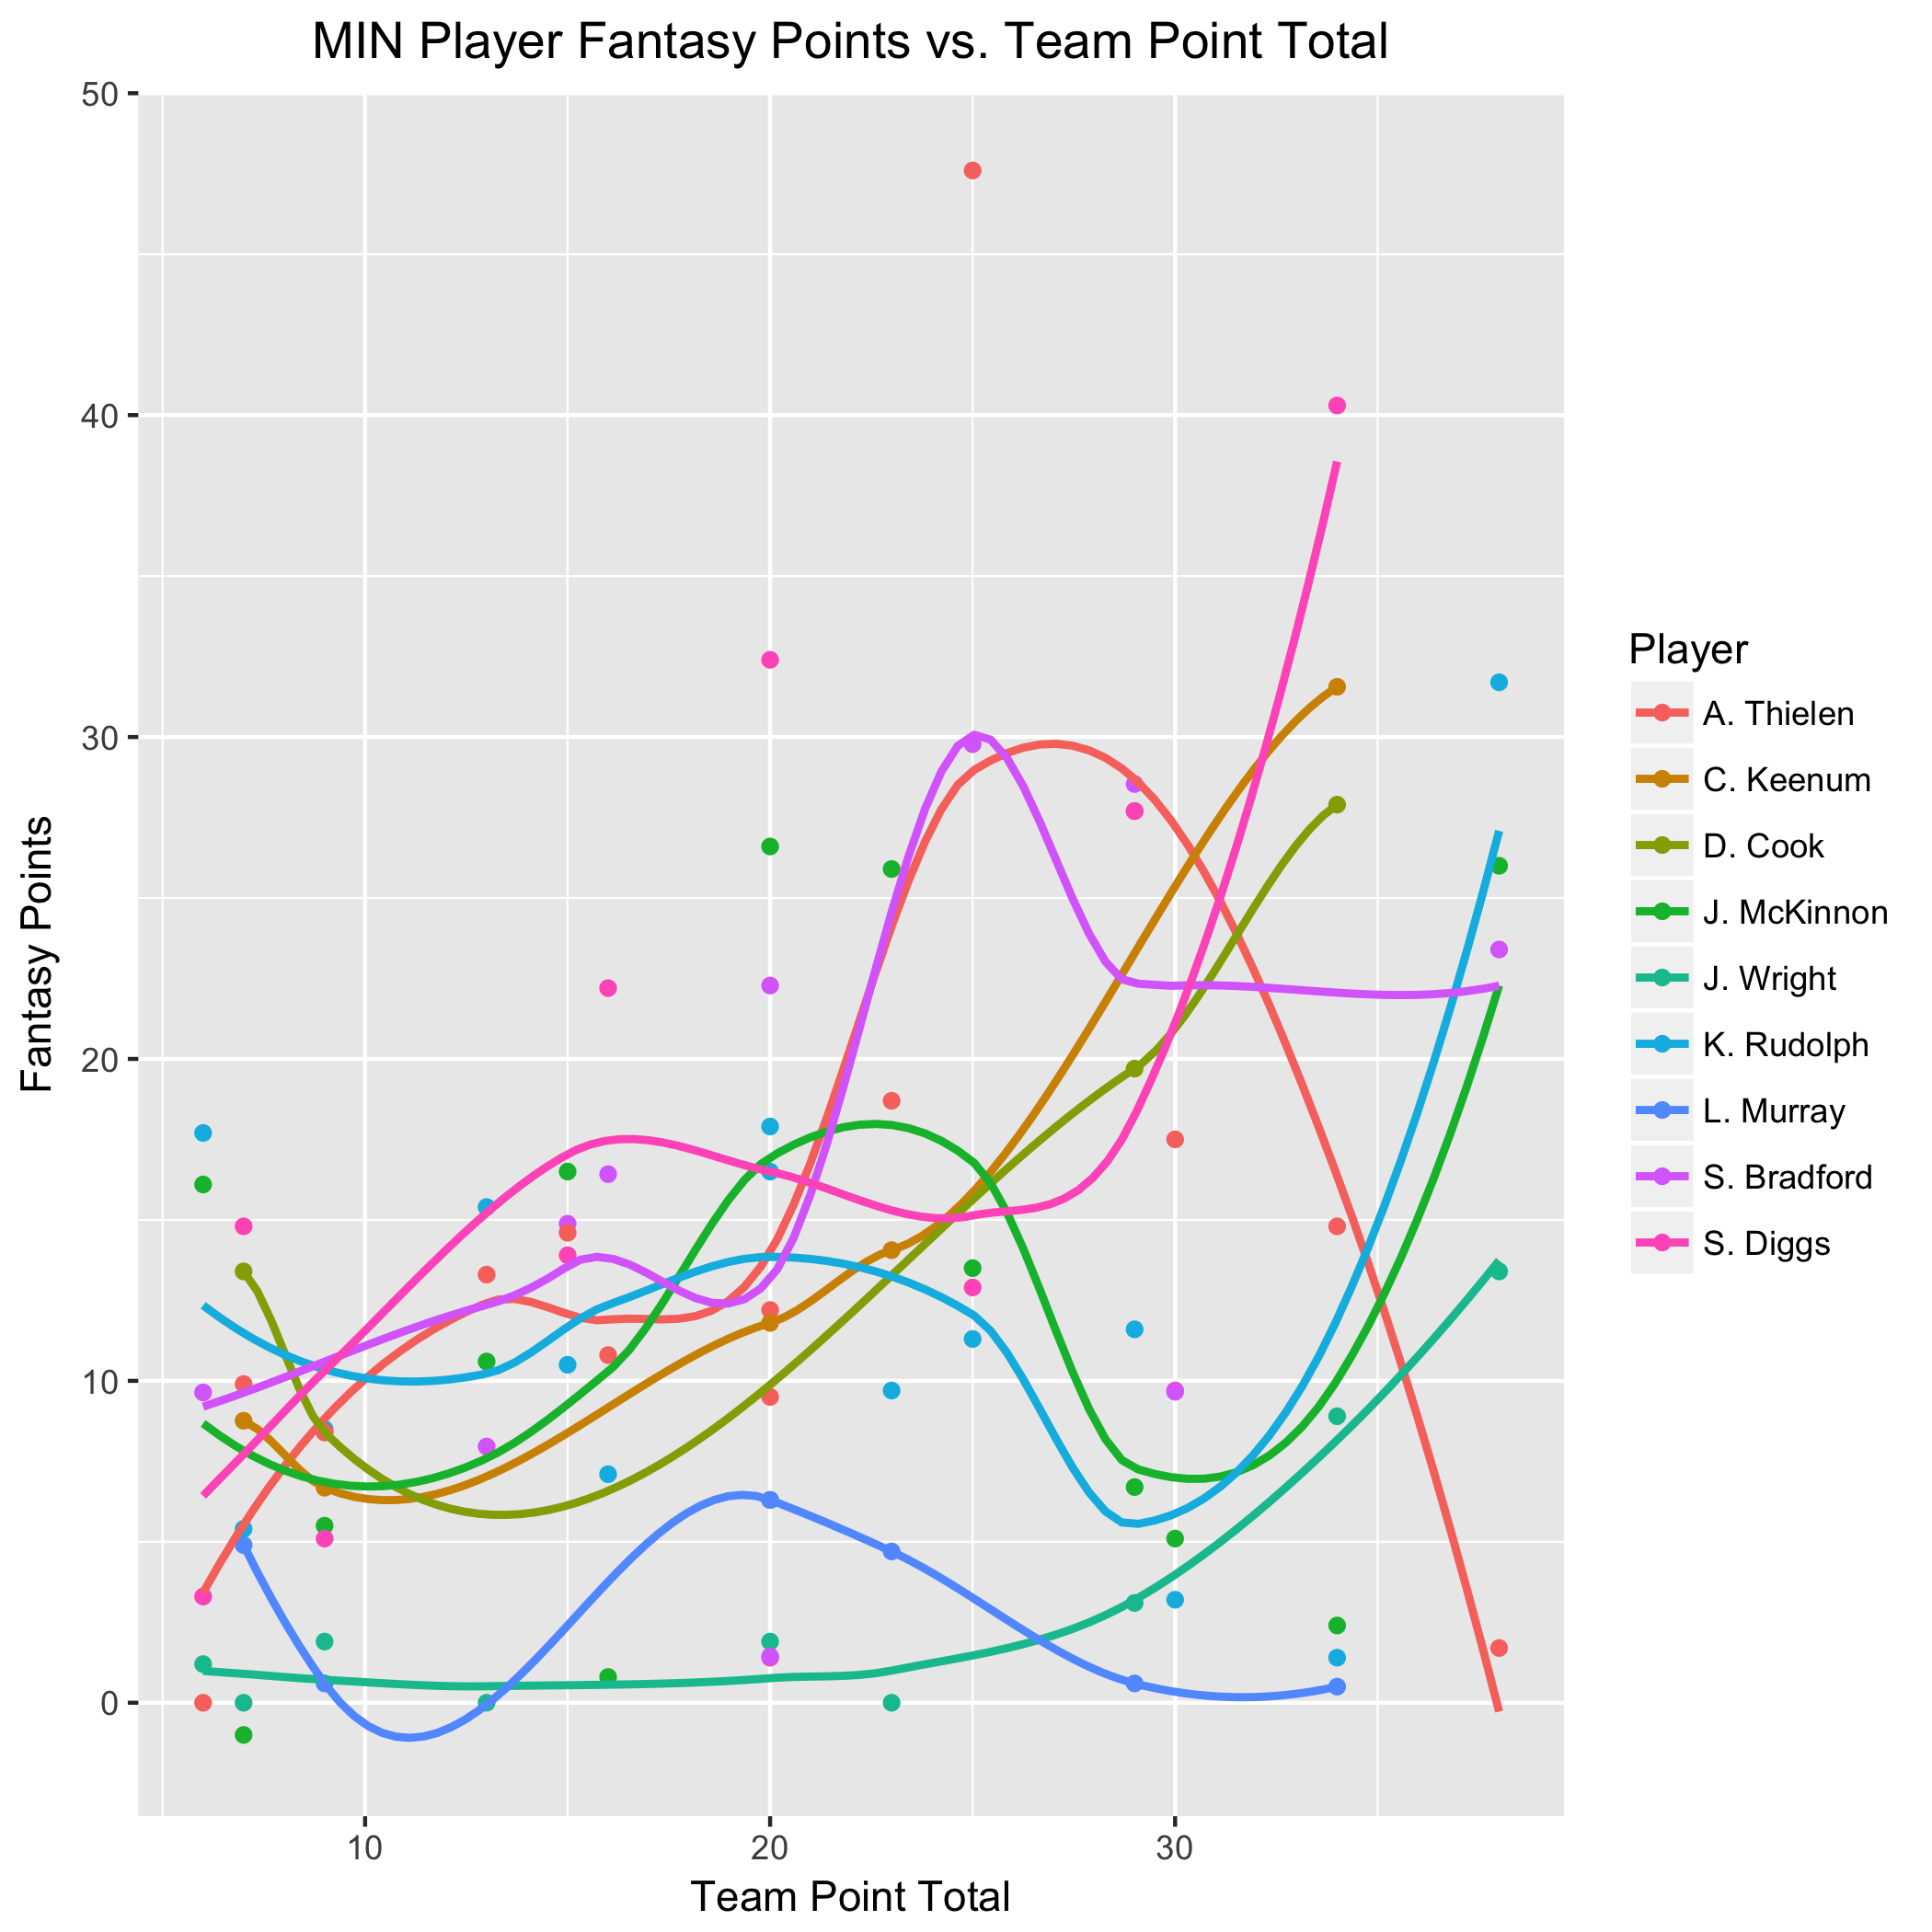 MIN Player Fantasy Points vs. Team Point Total
50
40
30
20
10
0
Fantasy Points
10
20
30
Team Point Total
Player
A. Thielen
C. Keenum
D. Cook
J. McKinnon
J. Wright
K. Rudolph
L. Murray
S. Bradford
S. Diggs